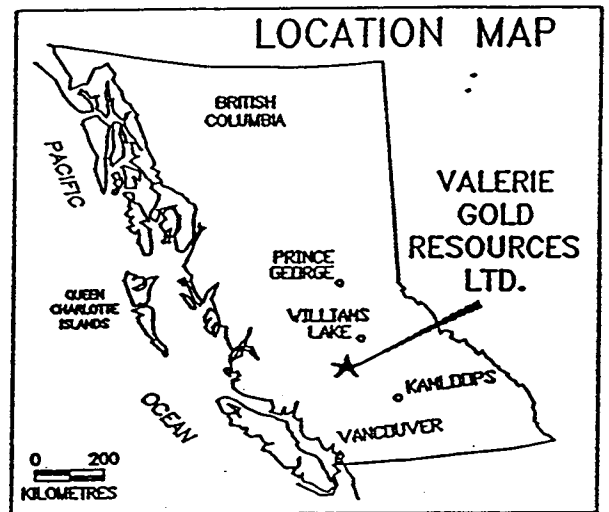 LOCATION MAP
BRITISH
COLUMBIA
PACIFIC
VALERIE
GOLD
RESOURCES
LTD.
PRINCE
GEORGE
QUEEN
CHARLOTTE
ISLANDS
WILLIAMS
LAKE
KAMLOOPS
OCEAN
VANCOUVER
0 200
KILOMETRES